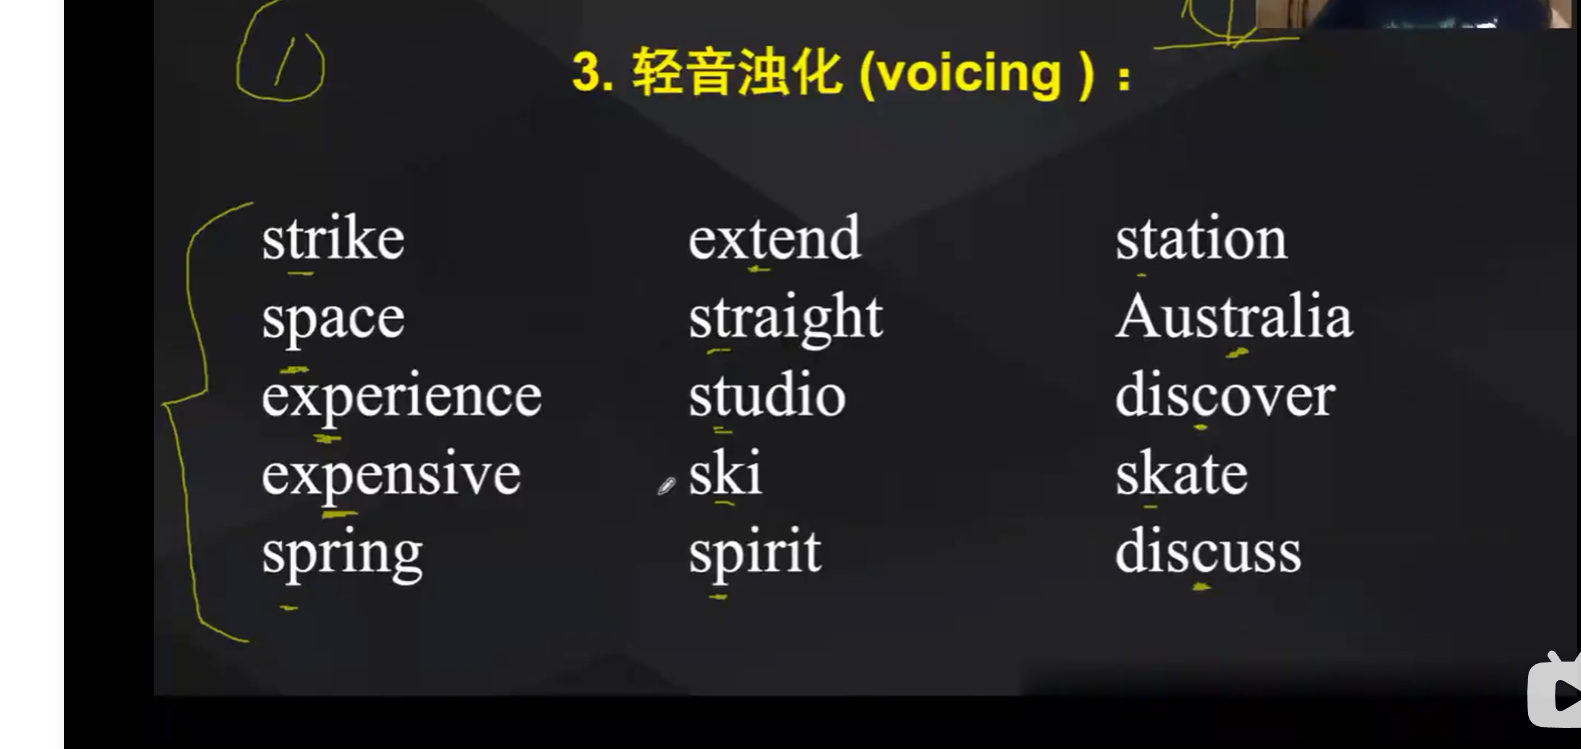 3. 轻音浊化 (voicing ) ：
strike extend station
space straight Australia
experience studio discover
expensive ski skate
spring spirit discuss